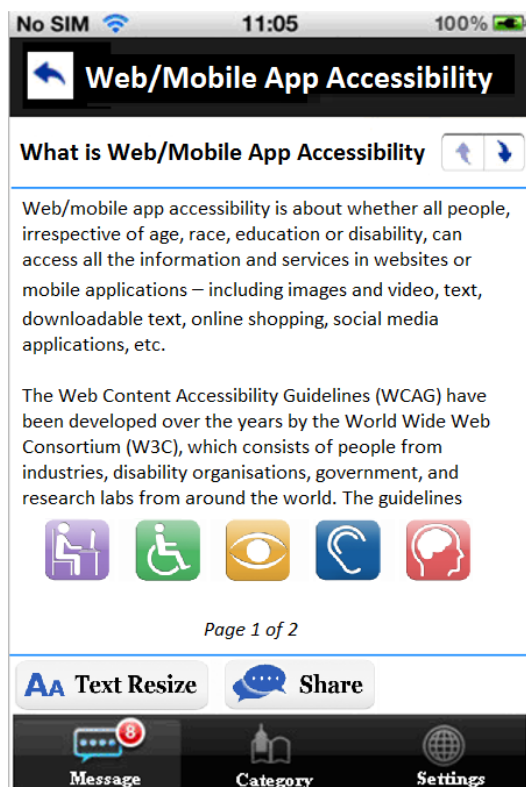 No SIM 11:05 100%
Web/Mobile App Accessibility
What is Web/Mobile App Accessibility
Web/mobile app accessibility is about whether all people,
irrespective of age, race, education or disability, can
access all the information and services in websites or
mobile applications – including images and video, text,
downloadable text, online shopping, social media
applications, etc.
The Web Content Accessibility Guidelines (WCAG) have
been developed over the years by the World Wide Web
Consortium (W3C), which consists of people from
industries, disability organisations, government, and
research labs from around the world. The guidelines
Page 1 of 2
AA Text Resize Share
8
Message Category Settings